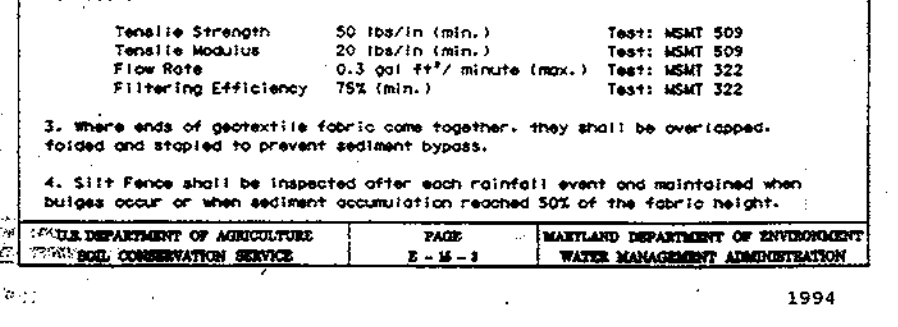 Tensile Strength 50 lbs/in (min.) Test: MSMT 509
Tensile Modulus 20 lbs/in (min.) Test: MSMT 509
Flow Rate 0.3 gal ft²/ minute (max.) Test: MSMT 322
Filtering Efficiency 75% (min.) Test: MSMT 322
3. Where ends of geotextile fabric come together, they shall be overlapped,
folded and stapled to prevent sediment bypass.
4. Silt Fence shall be inspected after each rainfall event and maintained when
bulges occur or when sediment accumulation reached 50% of the fabric height.
U.S. DEPARTMENT OF AGRICULTURE PAGE MARYLAND DEPARTMENT OF ENVIRONMENT
SOIL CONSERVATION SERVICE E - 15 - 3 WATER MANAGEMENT ADMINISTRATION
1994